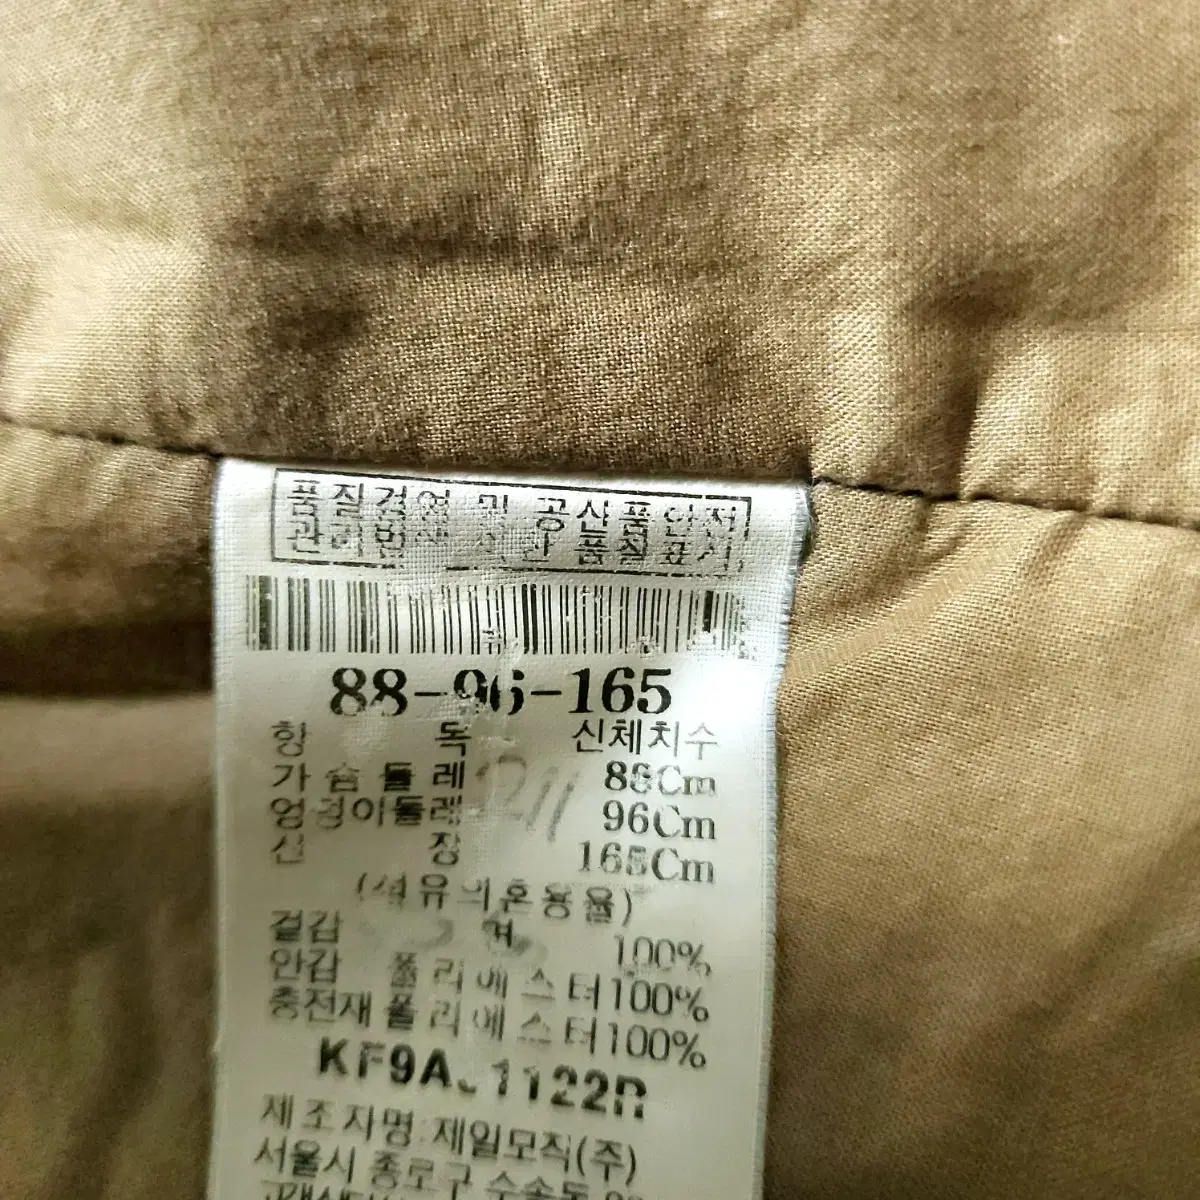 품질경영 및 공산품안전
관리법에 의한 품질표시
88-96-165
항 목 신체치수
가슴둘레 88Cm
엉덩이둘레 96Cm
신 장 165Cm
(섬유의혼용율)
겉감 100%
안감 폴리에스터100%
충전재 폴리에스터100%
제조자명:제일모직(주)
서울시 종로구 수송동